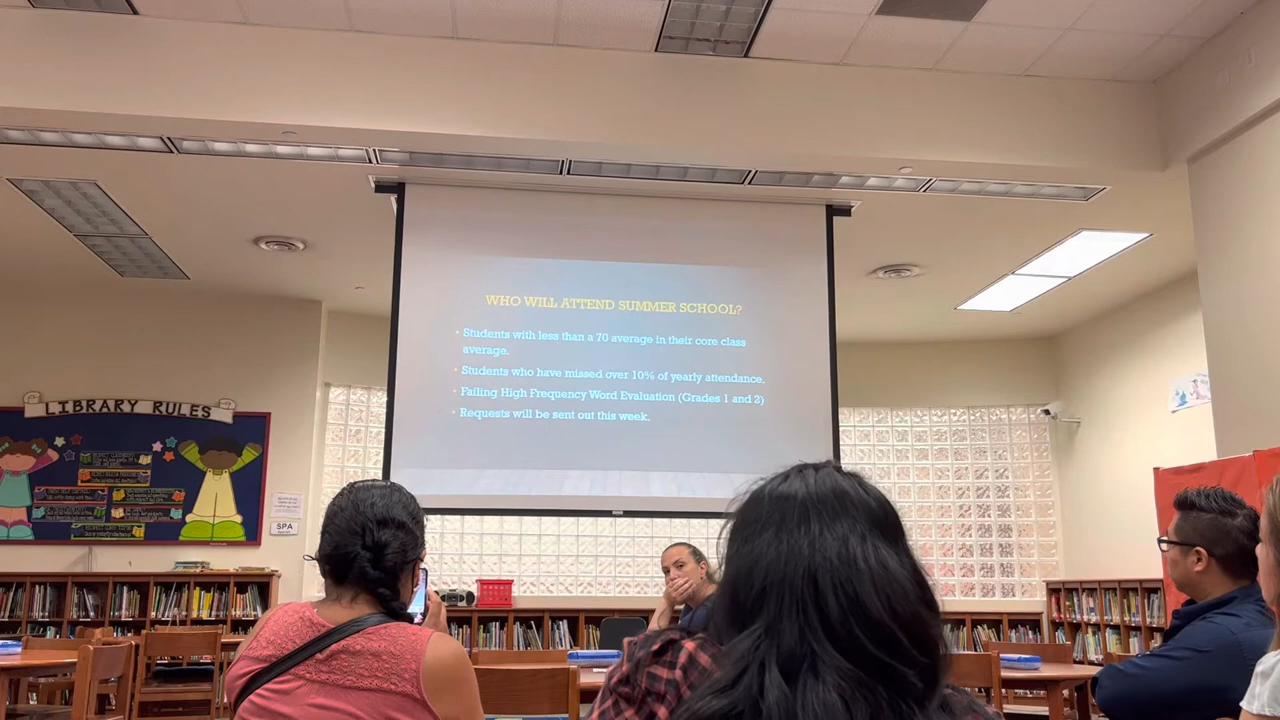 WHO WILL ATTEND SUMMER SCHOOL?
• Students with less than a 70 average in their core class
average.
• Students who have missed over 10% of yearly attendance.
• Failing High Frequency Word Evaluation (Grades 1 and 2)
• Requests will be sent out this week.
LIBRARY RULES
SPA